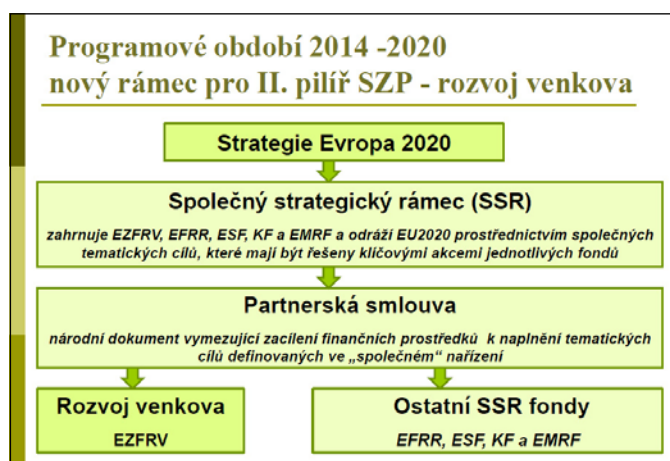 Programové období 2014 -2020
nový rámec pro II. pilíř SZP - rozvoj venkova
Strategie Evropa 2020
Společný strategický rámec (SSR)
zahrnuje EZFRV, EFRR, ESF, KF a EMRF a odráží EU2020 prostřednictvím společných
tematických cílů, které mají být řešeny klíčovými akcemi jednotlivých fondů
Partnerská smlouva
národní dokument vymezující zacílení finančních prostředků k naplnění tematických
cílů definovaných ve „společném“ nařízení
Rozvoj venkova
EZFRV
Ostatní SSR fondy
EFRR, ESF, KF a EMRF